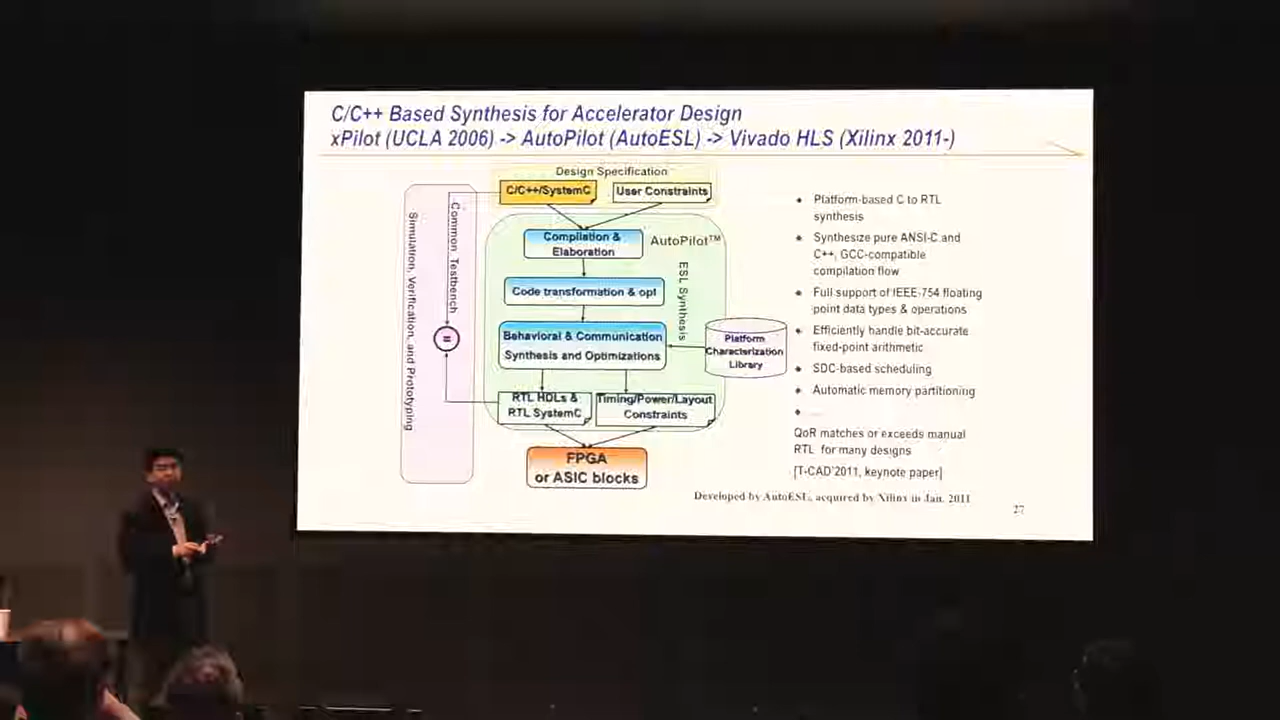 C/C++ Based Synthesis for Accelerator Design
xPilot (UCLA 2006) -> AutoPilot (AutoESL) -> Vivado HLS (Xilinx 2011-)
Design Specification
C/C++/SystemC
User Constraints
Simulation, Verification, and Prototyping
Common Testbench
=
Compilation &
Elaboration
AutoPilot™
ESL Synthesis
Code transformation & opt
Behavioral & Communication
Synthesis and Optimizations
Platform
Characterization
Library
RTL HDLs &
RTL SystemC
Timing/Power/Layout
Constraints
FPGA
or ASIC blocks
• Platform-based C to RTL
synthesis
• Synthesize pure ANSI-C and
C++, GCC-compatible
compilation flow
• Full support of IEEE-754 floating
point data types & operations
• Efficiently handle bit-accurate
fixed-point arithmetic
• SDC-based scheduling
• Automatic memory partitioning
• ....
QoR matches or exceeds manual
RTL for many designs
[T-CAD'2011, keynote paper]
Developed by AutoESL, acquired by Xilinx in Jan. 2011
27